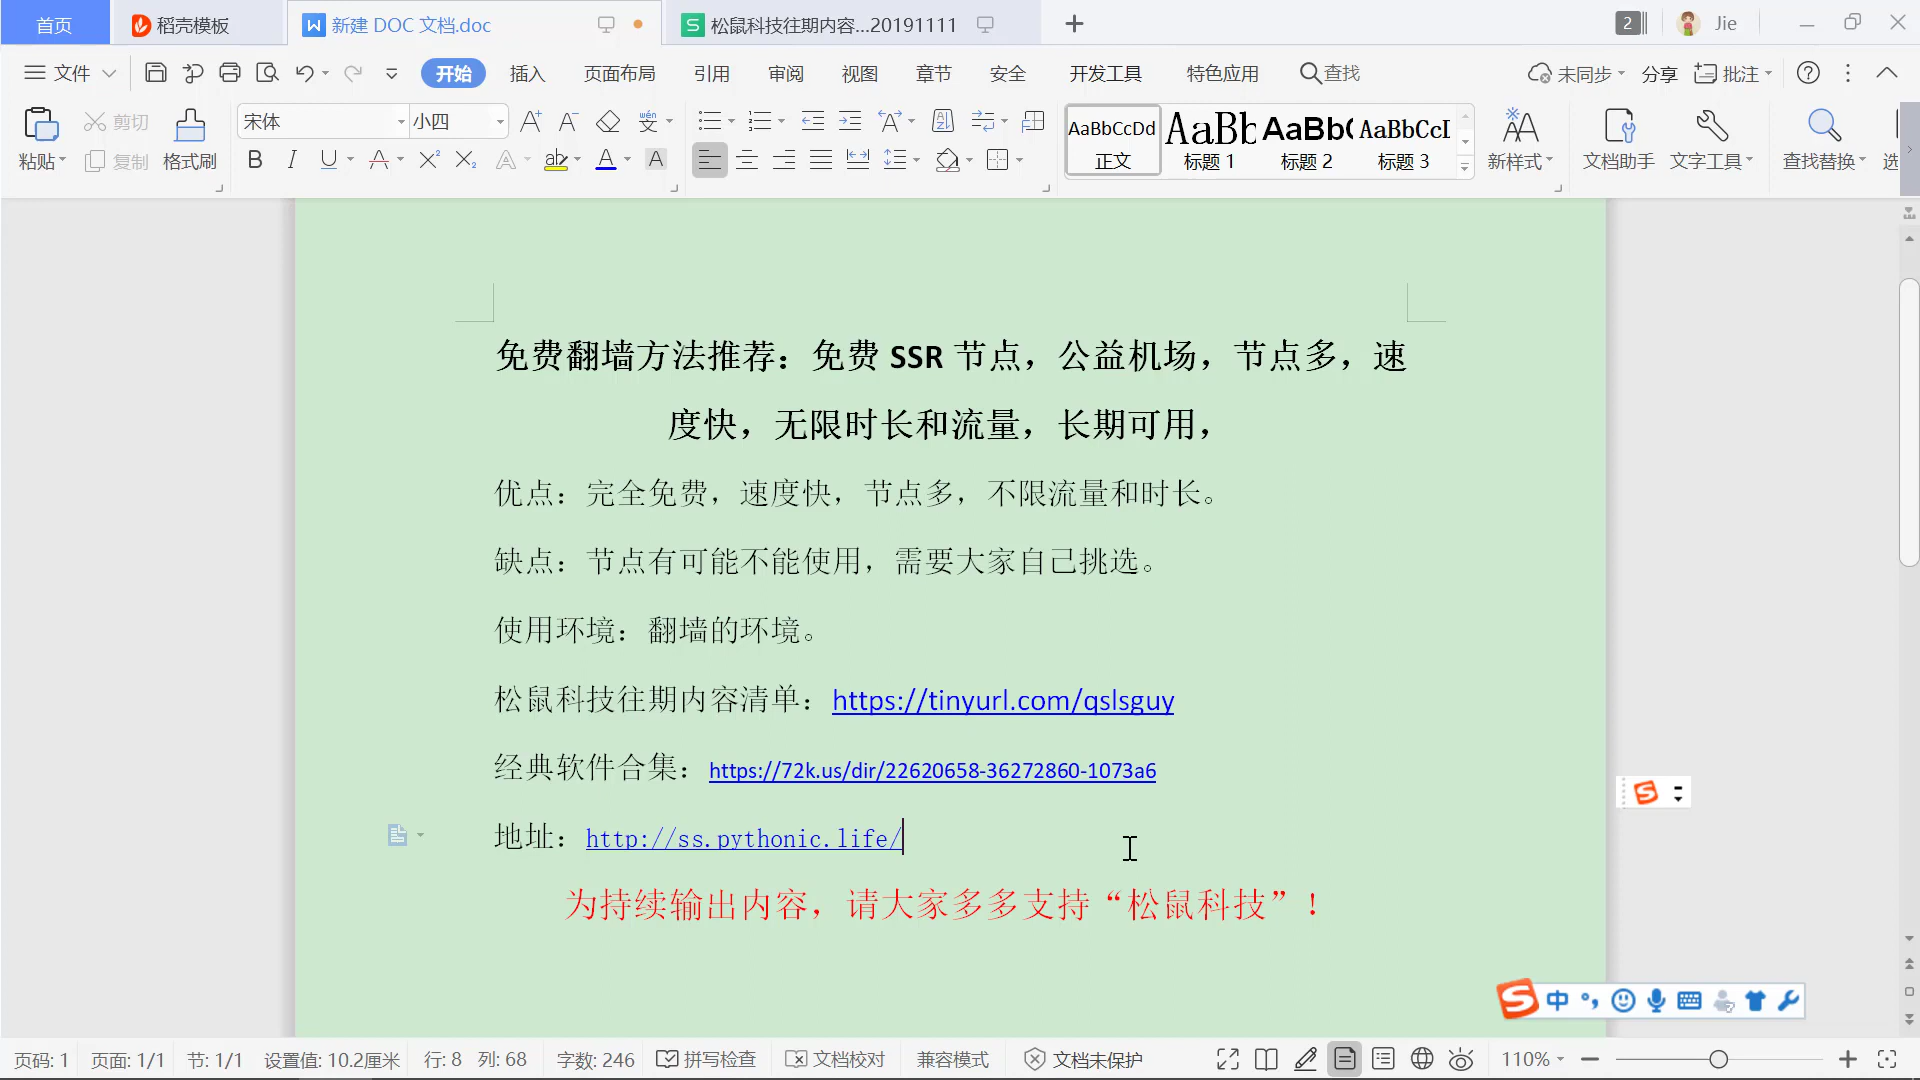 首页 稻壳模板 新建 DOC 文档.doc 松鼠科技往期内容...20191111 2 Jie
文件 开始 插入 页面布局 引用 审阅 视图 章节 安全 开发工具 特色应用 查找 未同步 分享 批注
粘贴 剪切 复制 格式刷 宋体 小四 AaBbCcDd 正文 AaBb 标题 1 AaBb( 标题 2 AaBbCcI 标题 3 新样式 文档助手 文字工具 查找替换
免费翻墙方法推荐：免费 SSR 节点，公益机场，节点多，速
度快，无限时长和流量，长期可用，
优点：完全免费，速度快，节点多，不限流量和时长。
缺点：节点有可能不能使用，需要大家自己挑选。
使用环境：翻墙的环境。
松鼠科技往期内容清单：https://tinyurl.com/qslsguy
经典软件合集：https://72k.us/dir/22620658-36272860-1073a6
地址：http://ss.pythonic.life/
为持续输出内容，请大家多多支持“松鼠科技”！
中
页码: 1 页面: 1/1 节: 1/1 设置值: 10.2厘米 行: 8 列: 68 字数: 246 拼写检查 文档校对 兼容模式 文档未保护 110%